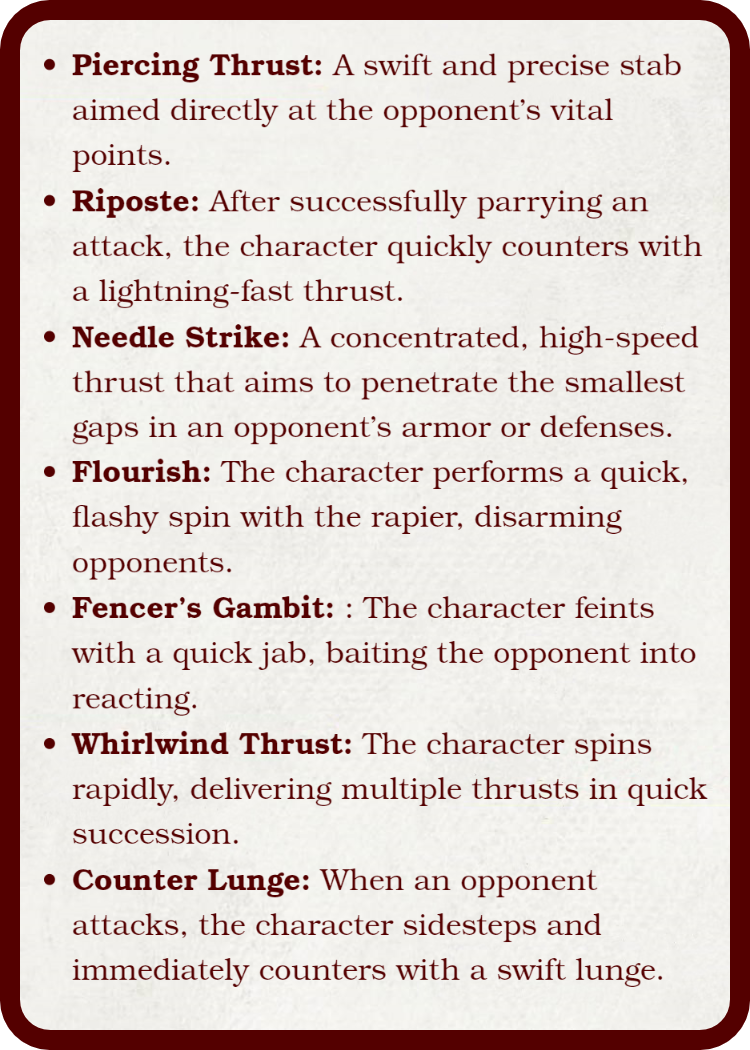 • Piercing Thrust: A swift and precise stab
aimed directly at the opponent’s vital
points.
• Riposte: After successfully parrying an
attack, the character quickly counters with
a lightning-fast thrust.
• Needle Strike: A concentrated, high-speed
thrust that aims to penetrate the smallest
gaps in an opponent’s armor or defenses.
• Flourish: The character performs a quick,
flashy spin with the rapier, disarming
opponents.
• Fencer’s Gambit: : The character feints
with a quick jab, baiting the opponent into
reacting.
• Whirlwind Thrust: The character spins
rapidly, delivering multiple thrusts in quick
succession.
• Counter Lunge: When an opponent
attacks, the character sidesteps and
immediately counters with a swift lunge.